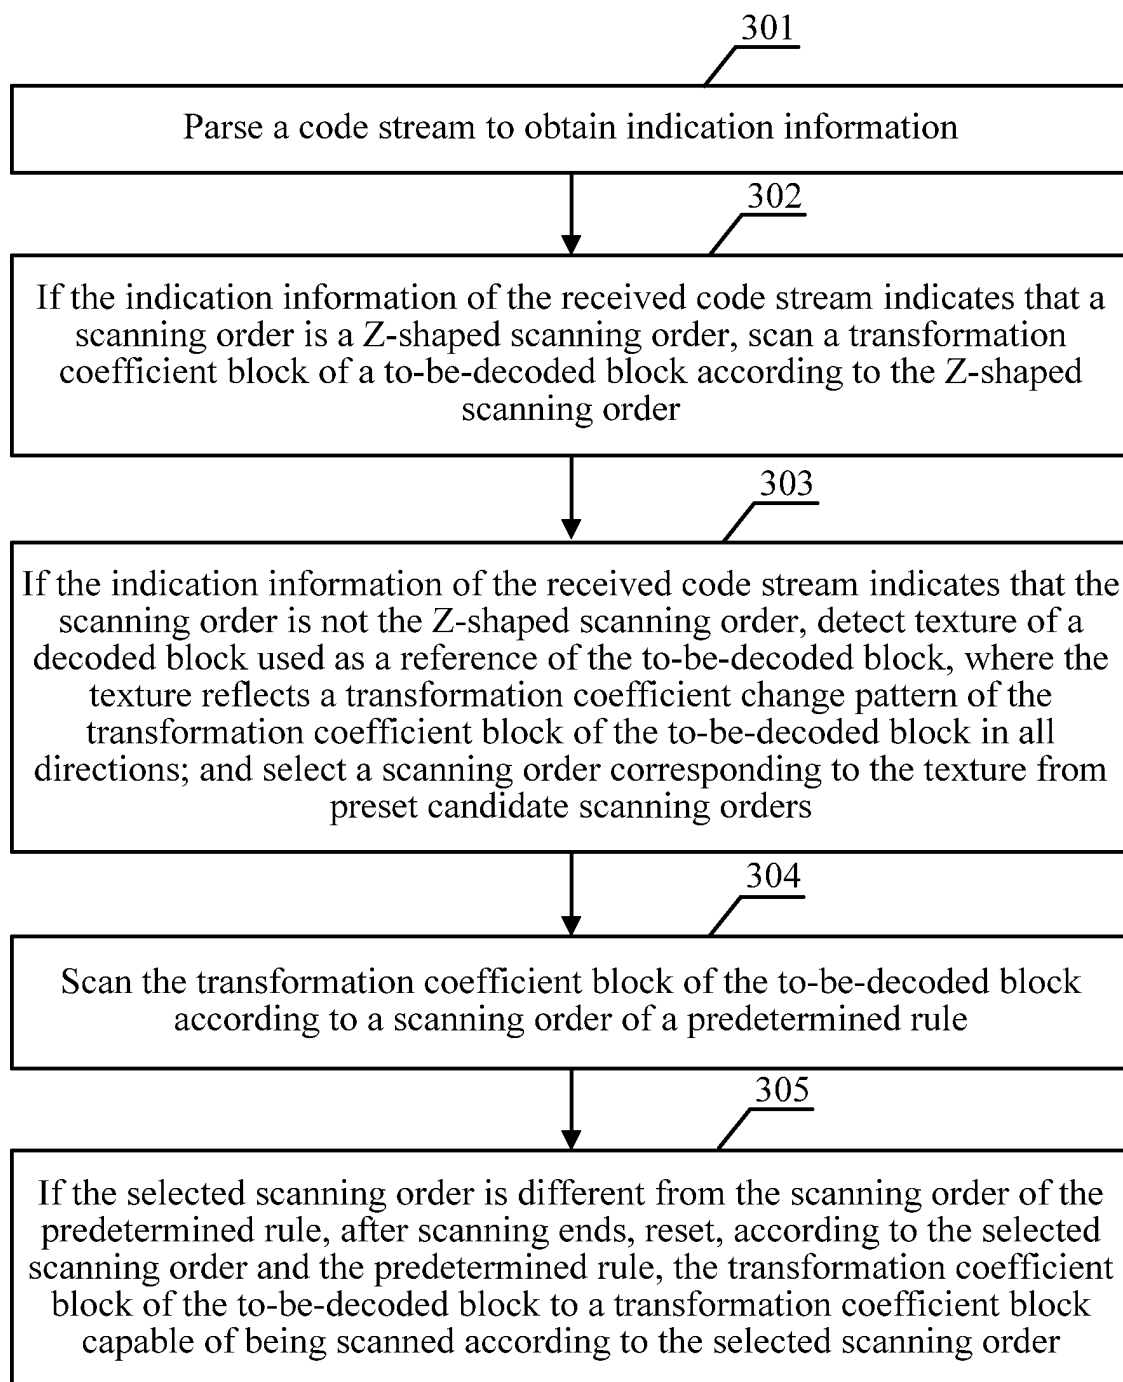 301
Parse a code stream to obtain indication information
302
If the indication information of the received code stream indicates that a
scanning order is a Z-shaped scanning order, scan a transformation
coefficient block of a to-be-decoded block according to the Z-shaped
scanning order
303
If the indication information of the received code stream indicates that the
scanning order is not the Z-shaped scanning order, detect texture of a
decoded block used as a reference of the to-be-decoded block, where the
texture reflects a transformation coefficient change pattern of the
transformation coefficient block of the to-be-decoded block in all
directions; and select a scanning order corresponding to the texture from
preset candidate scanning orders
304
Scan the transformation coefficient block of the to-be-decoded block
according to a scanning order of a predetermined rule
305
If the selected scanning order is different from the scanning order of the
predetermined rule, after scanning ends, reset, according to the selected
scanning order and the predetermined rule, the transformation coefficient
block of the to-be-decoded block to a transformation coefficient block
capable of being scanned according to the selected scanning order